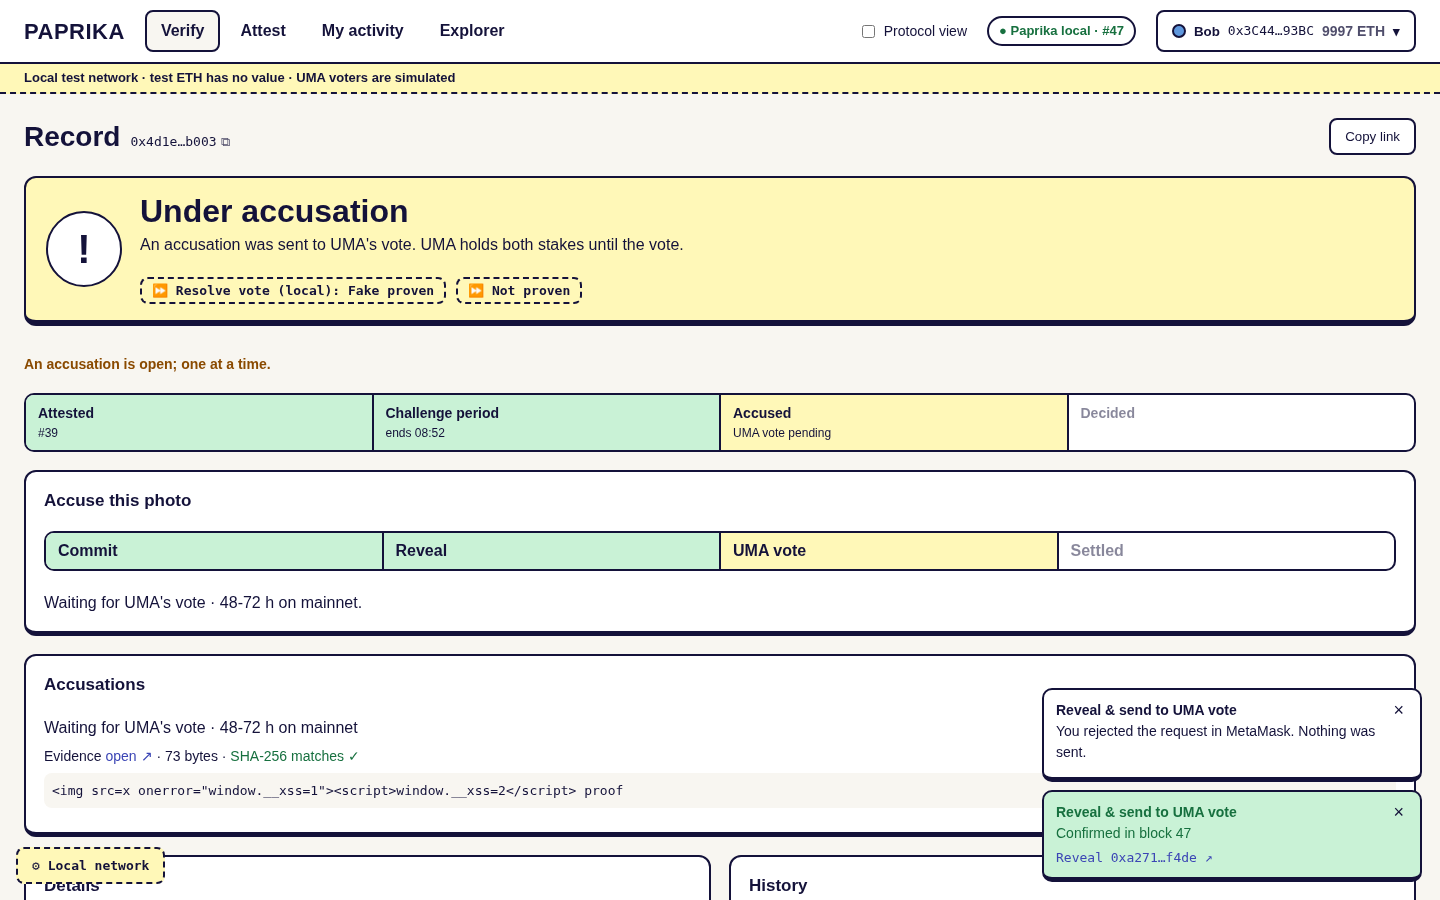 PAPRIKA Verify Attest My activity Explorer Protocol view ● Paprika local · #47 Bob 0x3C44…93BC 9997 ETH ▾
Local test network · test ETH has no value · UMA voters are simulated
Record 0x4d1e…b003 ⧉ Copy link
!
Under accusation
An accusation was sent to UMA's vote. UMA holds both stakes until the vote.
⏩ Resolve vote (local): Fake proven ⏩ Not proven
An accusation is open; one at a time.
Attested Challenge period Accused Decided
#39 ends 08:52 UMA vote pending
Accuse this photo
Commit Reveal UMA vote Settled
Waiting for UMA's vote · 48-72 h on mainnet.
Accusations
Waiting for UMA's vote · 48-72 h on mainnet
Evidence open ↗ · 73 bytes · SHA-256 matches ✓
<img src=x onerror="window.__xss=1"><script>window.__xss=2</script> proof
Reveal & send to UMA vote ×
You rejected the request in MetaMask. Nothing was
sent.
Reveal & send to UMA vote ×
Confirmed in block 47
Reveal 0xa271…f4de ↗
⚙ Local network
Details History